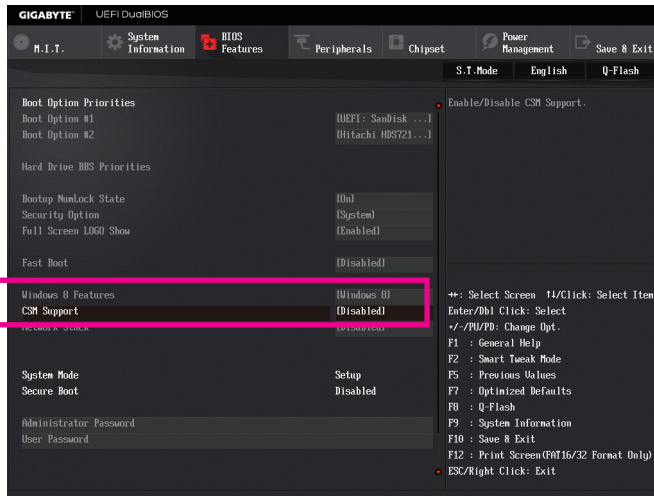 GIGABYTE™ UEFI DualBIOS
M.I.T.
System Information
BIOS Features
Peripherals
Chipset
Power Management
Save & Exit
S.T.Mode English Q-Flash
Boot Option Priorities
Boot Option #1 [UEFI: SanDisk ...]
Boot Option #2 [Hitachi HDS721...]
Hard Drive BBS Priorities
Bootup NumLock State [On]
Security Option [System]
Full Screen LOGO Show [Enabled]
Fast Boot [Disabled]
Windows 8 Features [Windows 8]
CSM Support [Disabled]
Network Stack [Disabled]
System Mode Setup
Secure Boot Disabled
Administrator Password
User Password
Enable/Disable CSM Support.
→←: Select Screen ↑↓/Click: Select Item
Enter/Dbl Click: Select
+/-/PU/PD: Change Opt.
F1 : General Help
F2 : Smart Tweak Mode
F5 : Previous Values
F7 : Optimized Defaults
F8 : Q-Flash
F9 : System Information
F10 : Save & Exit
F12 : Print Screen(FAT16/32 Format Only)
ESC/Right Click: Exit